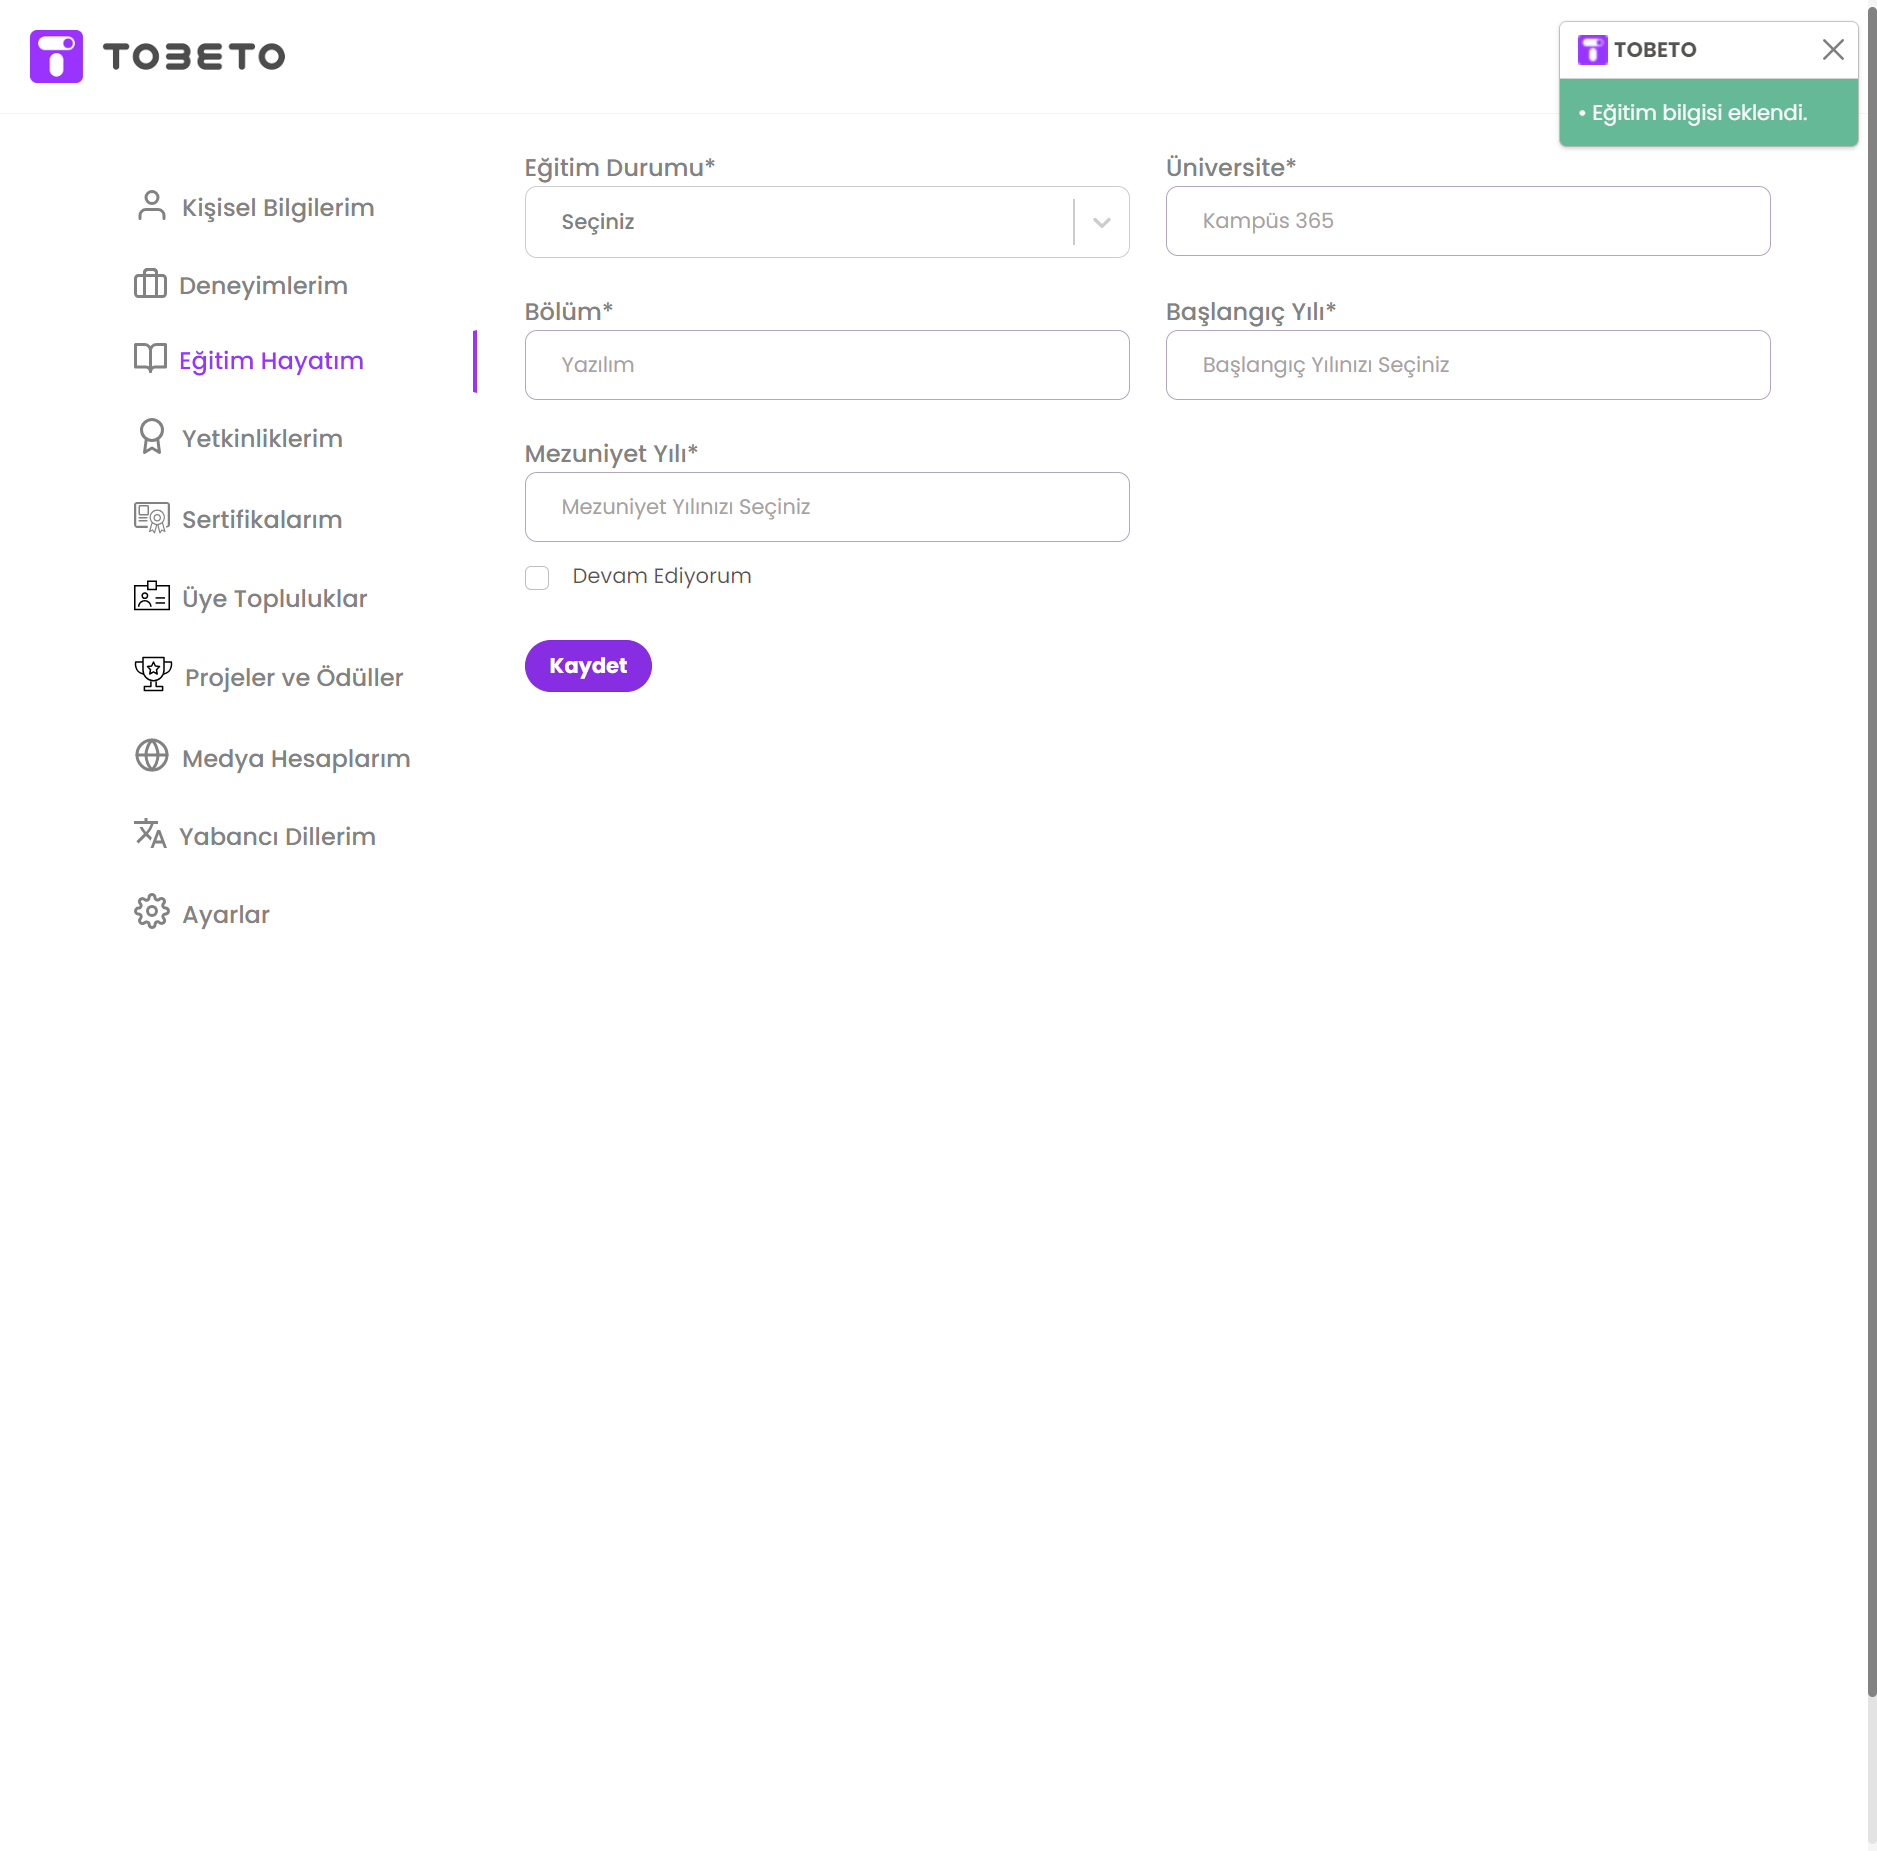 TOBETO
TOBETO
• Eğitim bilgisi eklendi.
Kişisel Bilgilerim
Deneyimlerim
Eğitim Hayatım
Yetkinliklerim
Sertifikalarım
Üye Topluluklar
Projeler ve Ödüller
Medya Hesaplarım
Yabancı Dillerim
Ayarlar
Eğitim Durumu*
Seçiniz
Üniversite*
Kampüs 365
Bölüm*
Yazılım
Başlangıç Yılı*
Başlangıç Yılınızı Seçiniz
Mezuniyet Yılı*
Mezuniyet Yılınızı Seçiniz
Devam Ediyorum
Kaydet